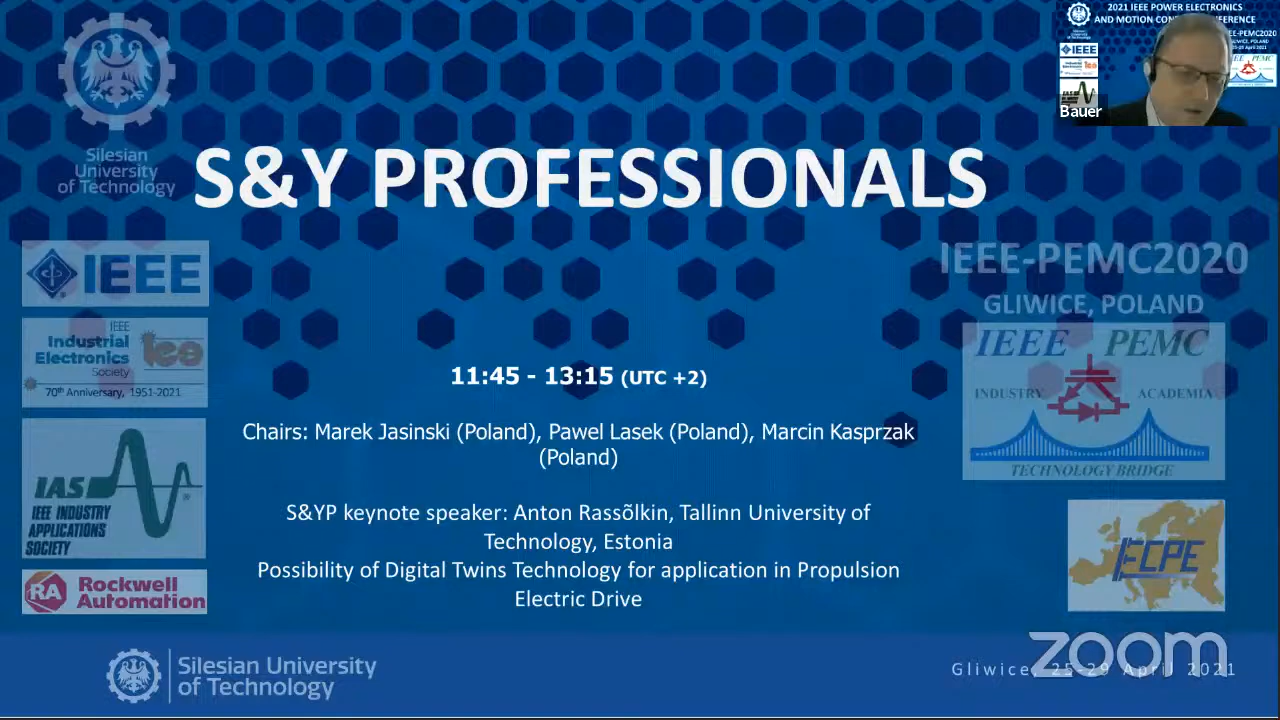 Silesian
University
of Technology
S&Y PROFESSIONALS
2021 IEEE POWER ELECTRONICS
AND MOTION
IEEE
Bauer
IEEE
IEEE
Industrial
Electronics
Society
ies
70th Anniversary, 1951-2021
IAS
®
IEEE INDUSTRY
APPLICATIONS
SOCIETY
RA
Rockwell
Automation
11:45 - 13:15 (UTC +2)
Chairs: Marek Jasinski (Poland), Pawel Lasek (Poland), Marcin Kasprzak
(Poland)
S&YP keynote speaker: Anton Rassõlkin, Tallinn University of
Technology, Estonia
Possibility of Digital Twins Technology for application in Propulsion
Electric Drive
IEEE-PEMC2020
GLIWICE, POLAND
IEEE PEMC
INDUSTRY ACADEMIA
TECHNOLOGY BRIDGE
ECPE
zoom
Silesian University
of Technology
Gliwice, 25-29 April 2021